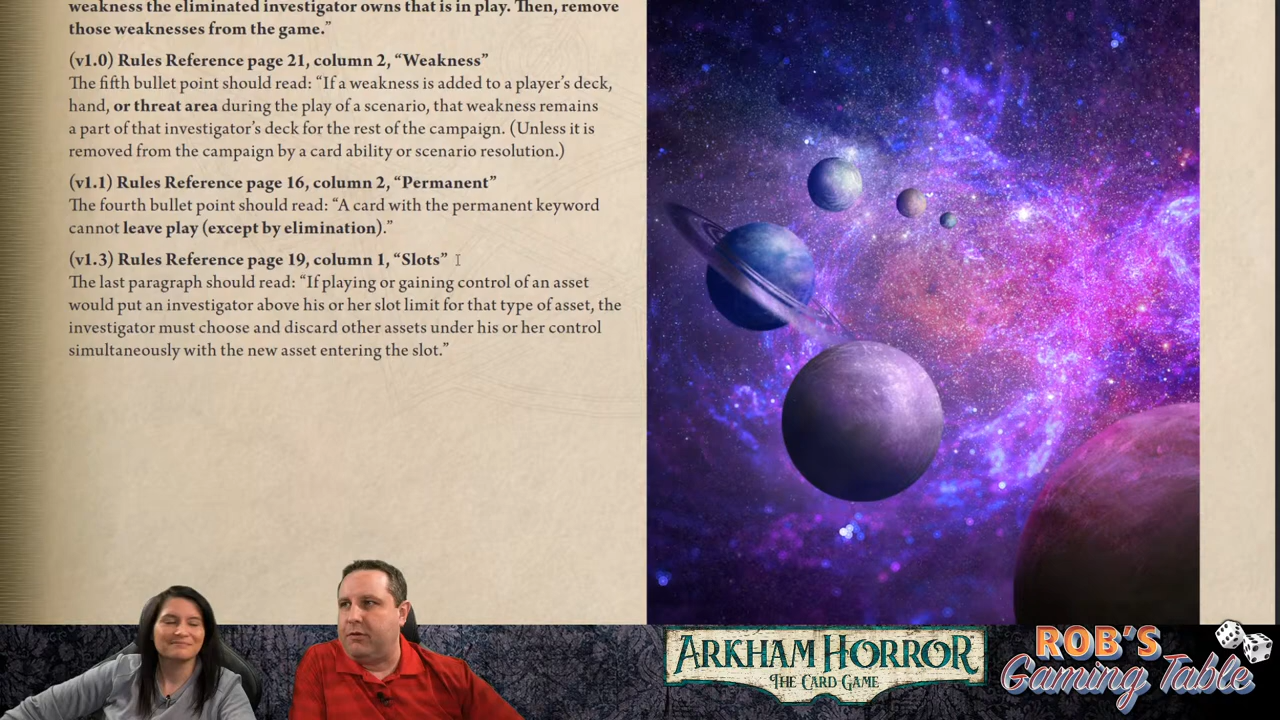 weakness the eliminated investigator owns that is in play. Then, remove
those weaknesses from the game.”
(v1.0) Rules Reference page 21, column 2, “Weakness”
The fifth bullet point should read: “If a weakness is added to a player’s deck,
hand, or threat area during the play of a scenario, that weakness remains
a part of that investigator’s deck for the rest of the campaign. (Unless it is
removed from the campaign by a card ability or scenario resolution.)
(v1.1) Rules Reference page 16, column 2, “Permanent”
The fourth bullet point should read: “A card with the permanent keyword
cannot leave play (except by elimination).”
(v1.3) Rules Reference page 19, column 1, “Slots”
The last paragraph should read: “If playing or gaining control of an asset
would put an investigator above his or her slot limit for that type of asset, the
investigator must choose and discard other assets under his or her control
simultaneously with the new asset entering the slot.”
ARKHAM HORROR
THE CARD GAME
ROB’S
Gaming Table